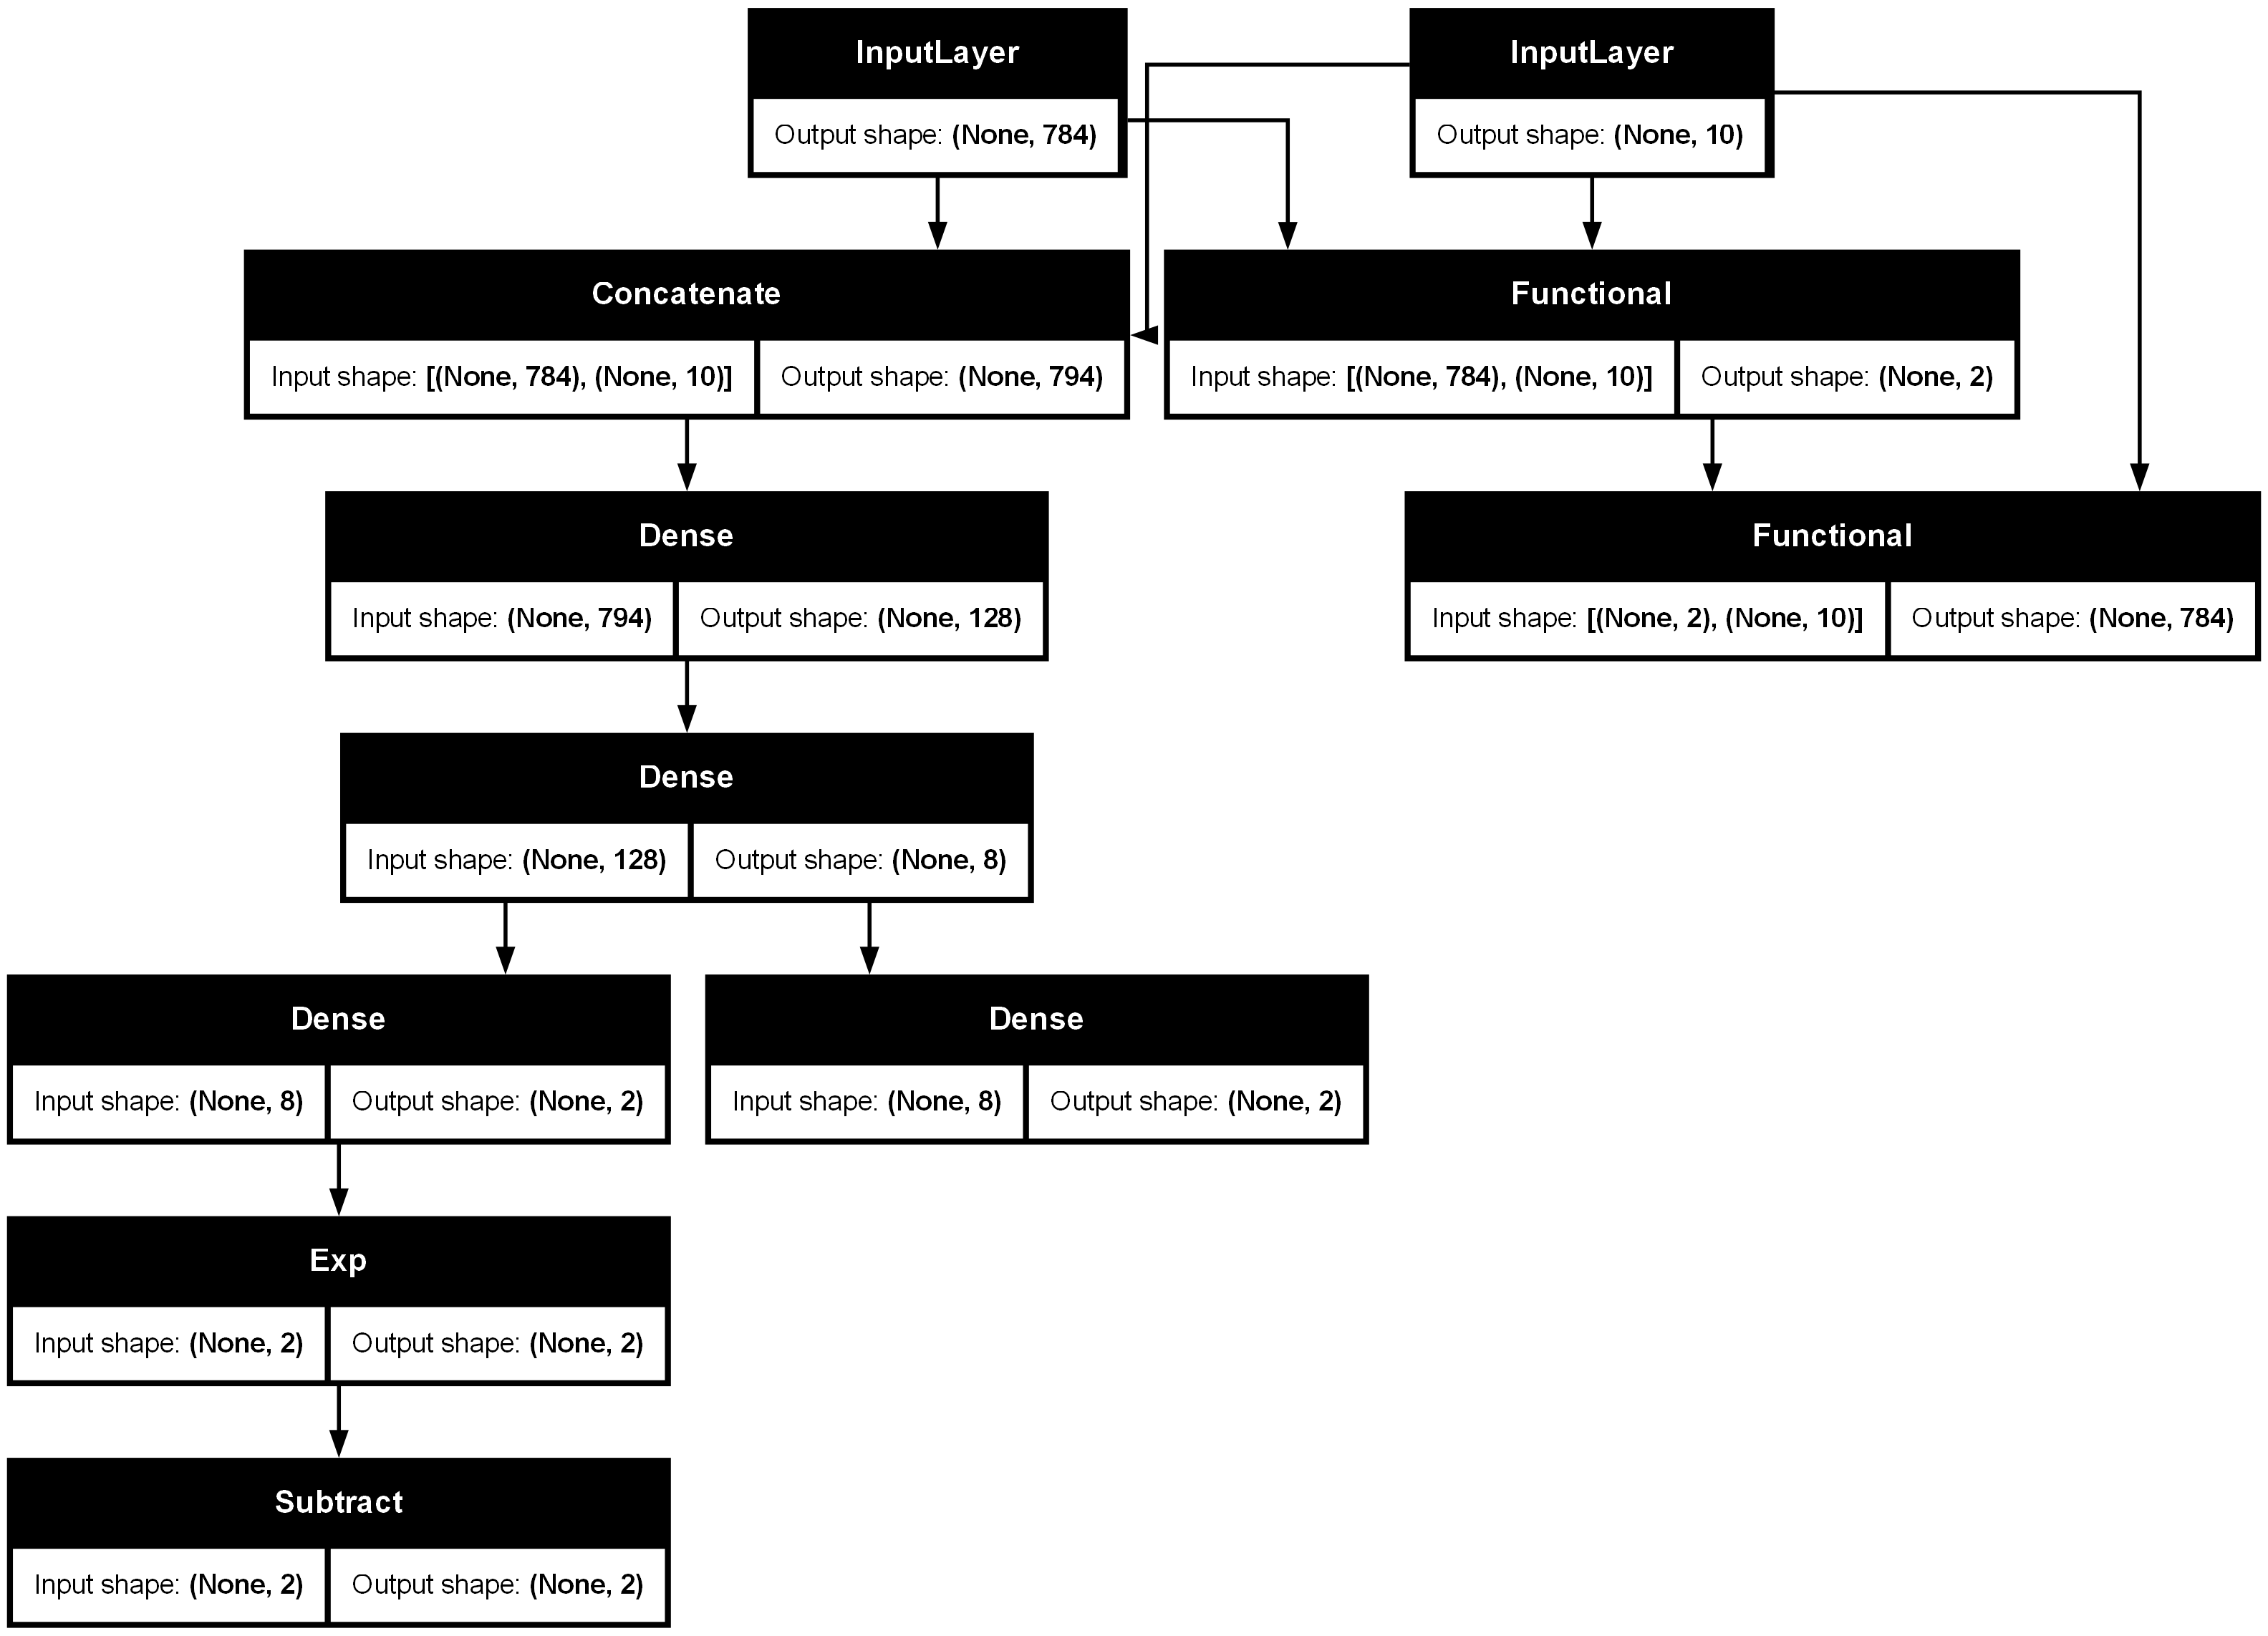 InputLayer
Output shape: (None, 784)
InputLayer
Output shape: (None, 10)
Concatenate
Input shape: [(None, 784), (None, 10)]
Output shape: (None, 794)
Functional
Input shape: [(None, 784), (None, 10)]
Output shape: (None, 2)
Dense
Input shape: (None, 794)
Output shape: (None, 128)
Functional
Input shape: [(None, 2), (None, 10)]
Output shape: (None, 784)
Dense
Input shape: (None, 128)
Output shape: (None, 8)
Dense
Input shape: (None, 8)
Output shape: (None, 2)
Dense
Input shape: (None, 8)
Output shape: (None, 2)
Exp
Input shape: (None, 2)
Output shape: (None, 2)
Subtract
Input shape: (None, 2)
Output shape: (None, 2)